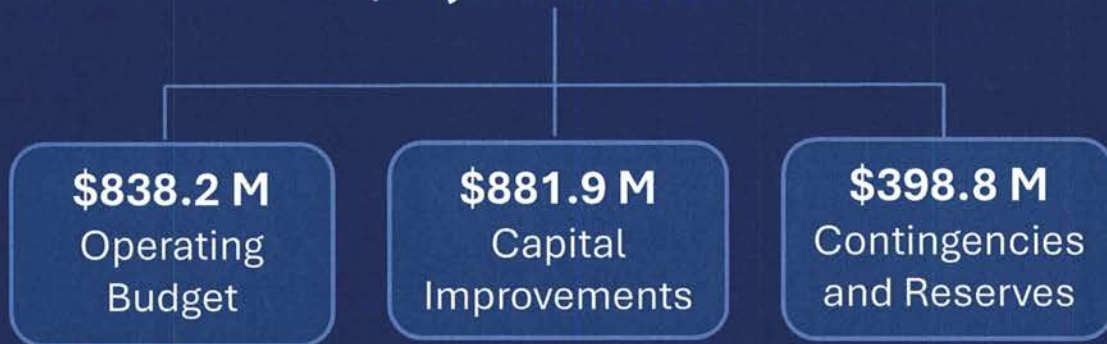 $838.2 M
Operating
Budget
$881.9 M
Capital
Improvements
$398.8 M
Contingencies
and Reserves